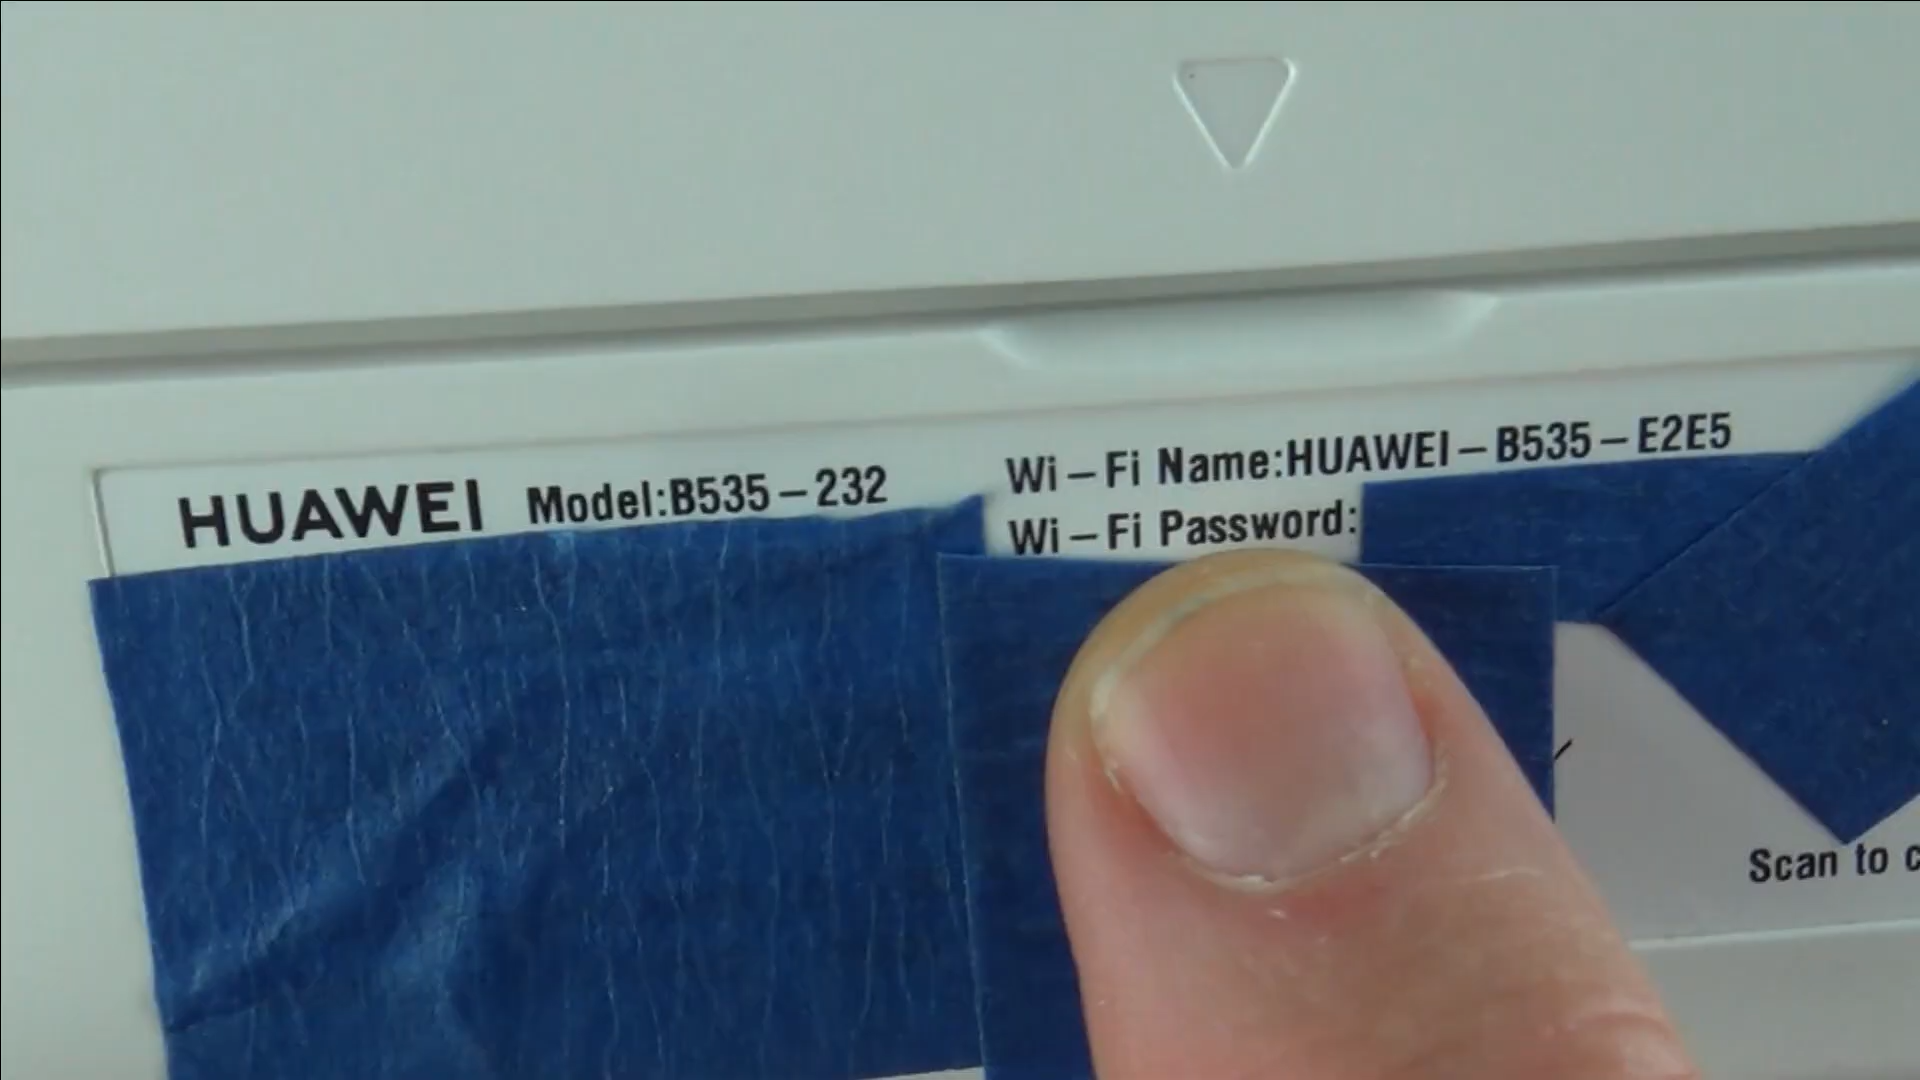 HUAWEI Model:B535-232
Wi-Fi Name:HUAWEI-B535-E2E5
Wi-Fi Password:
Scan to